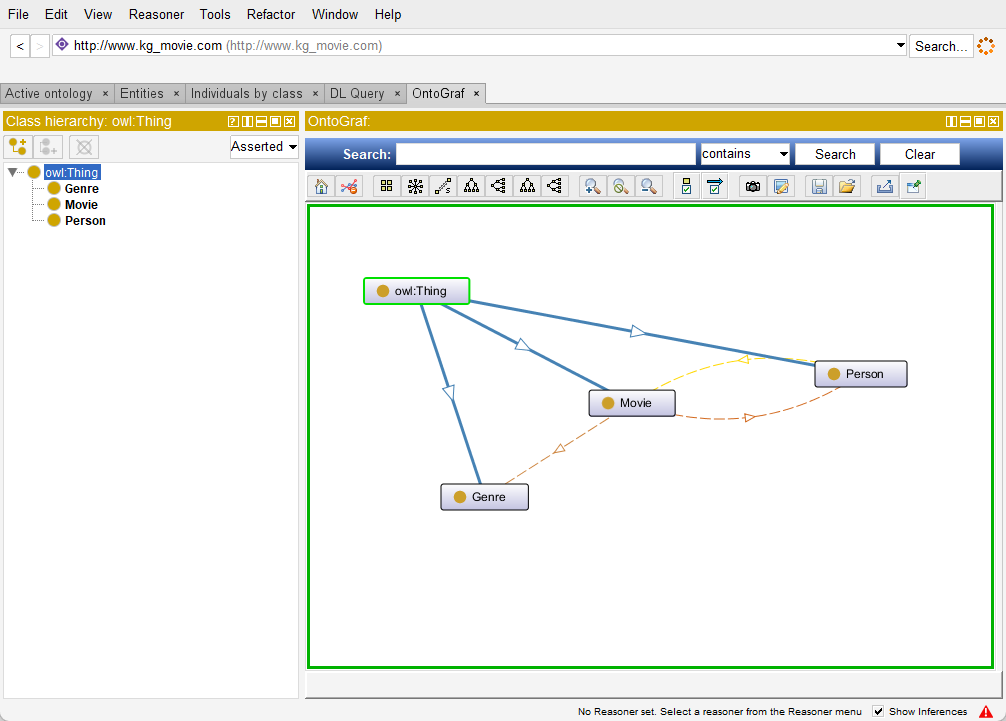 File Edit View Reasoner Tools Refactor Window Help
< > http://www.kg_movie.com (http://www.kg_movie.com) Search...
Active ontology × Entities × Individuals by class × DL Query × OntoGraf ×
Class hierarchy: owl:Thing
Asserted
owl:Thing
Genre
Movie
Person
OntoGraf:
Search: contains Search Clear
owl:Thing
Person
Movie
Genre
No Reasoner set. Select a reasoner from the Reasoner menu Show Inferences